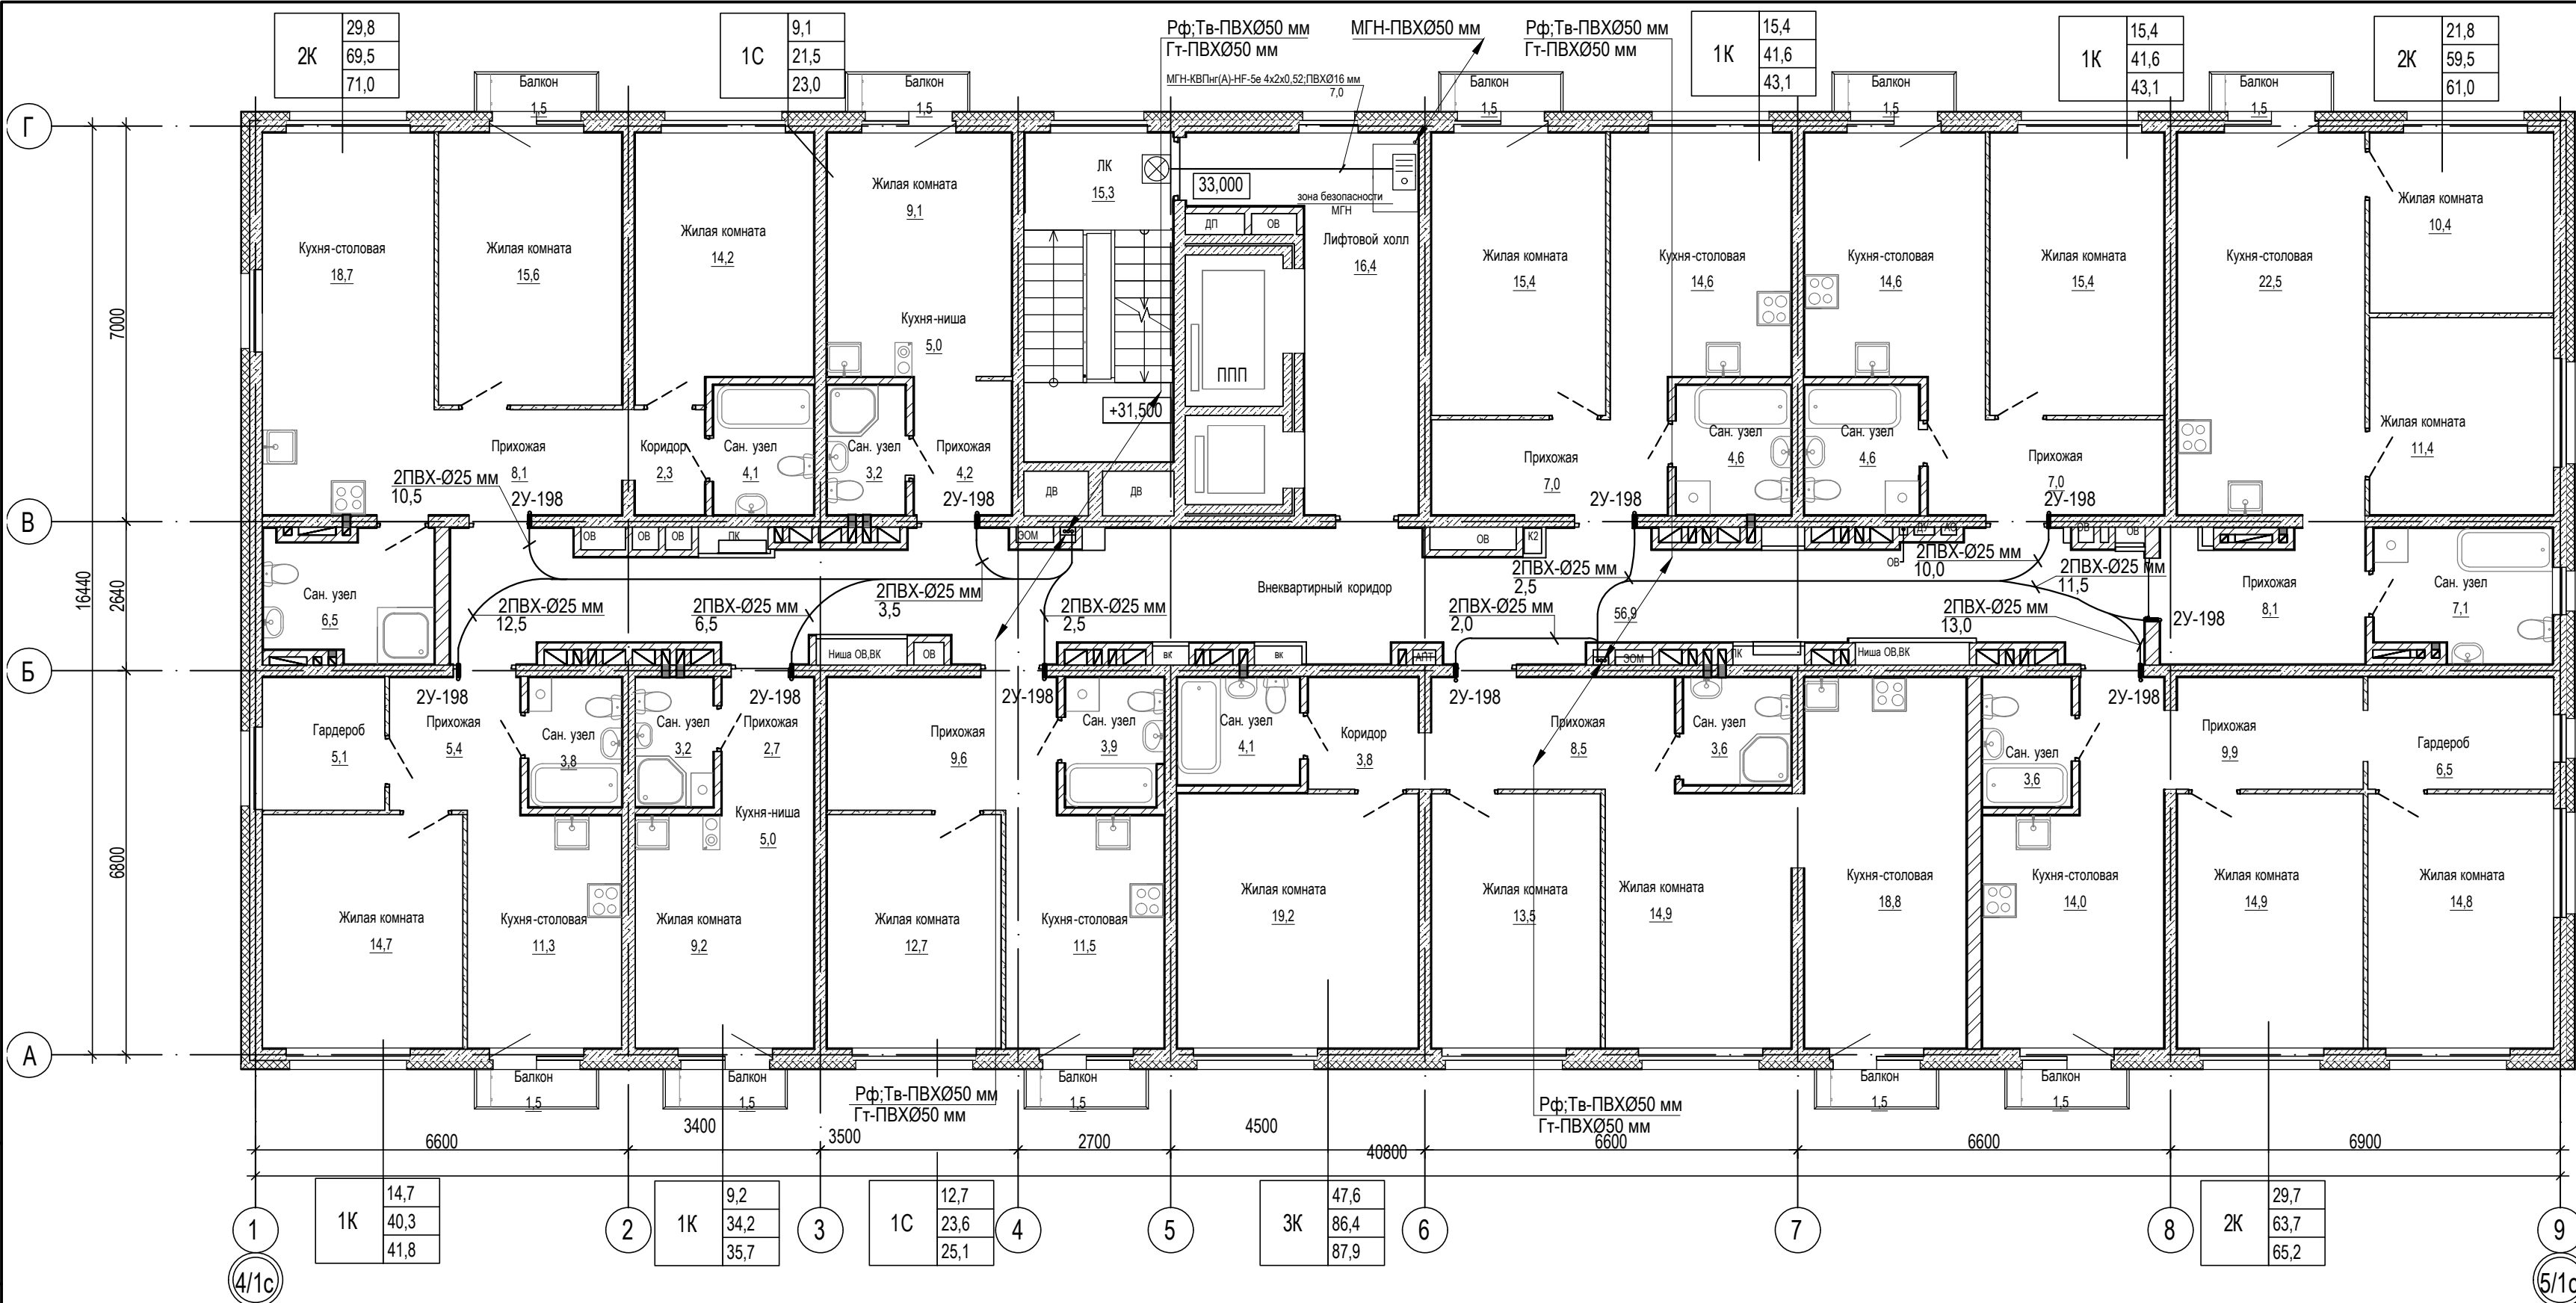 2К
29,8
69,5
71,0
1С
9,1
21,5
23,0
Рф;Тв-ПВХØ50 мм
Гт-ПВХØ50 мм
МГН-ПВХØ50 мм
Рф;Тв-ПВХØ50 мм
Гт-ПВХØ50 мм
1К
15,4
41,6
43,1
1К
15,4
41,6
43,1
2К
21,8
59,5
61,0
МГН-КВПнг(А)-HF-5е 4х2х0,52;ПВХØ16 мм
7,0
Балкон
1,5
Балкон
1,5
Балкон
1,5
Балкон
1,5
Балкон
1,5
Г
Кухня-столовая
18,7
Жилая комната
15,6
Жилая комната
14,2
Жилая комната
9,1
Кухня-ниша
5,0
ЛК
15,3
33,000
зона безопасности
МГН
ДП
ОВ
Лифтовой холл
16,4
ППП
+31,500
Жилая комната
15,4
Кухня-столовая
14,6
Кухня-столовая
14,6
Жилая комната
15,4
Кухня-столовая
22,5
Жилая комната
10,4
Жилая комната
11,4
7000
16440
2640
6800
Прихожая
8,1
Коридор
2,3
Сан. узел
4,1
Сан. узел
3,2
Прихожая
4,2
ДВ
ДВ
Прихожая
7,0
Сан. узел
4,6
Сан. узел
4,6
Прихожая
7,0
2ПВХ-Ø25 мм
10,5
2У-198
2У-198
2У-198
2У-198
В
ОВ
ОВ
ОВ
ПК
ЭОМ
ОВ
К2
ДУ
АС
ОВ
ОВ
ОВ
Сан. узел
6,5
2ПВХ-Ø25 мм
12,5
2ПВХ-Ø25 мм
6,5
2ПВХ-Ø25 мм
3,5
2ПВХ-Ø25 мм
2,5
Внеквартирный коридор
56,9
2ПВХ-Ø25 мм
2,5
2ПВХ-Ø25 мм
2,0
2ПВХ-Ø25 мм
10,0
2ПВХ-Ø25 мм
11,5
2ПВХ-Ø25 мм
13,0
2У-198
Прихожая
8,1
Сан. узел
7,1
Б
Ниша ОВ,ВК
ОВ
вк
вк
АПТ
ЭОМ
ПК
Ниша ОВ,ВК
2У-198
2У-198
2У-198
2У-198
2У-198
Гардероб
5,1
Прихожая
5,4
Сан. узел
3,8
Сан. узел
3,2
Прихожая
2,7
Кухня-ниша
5,0
Прихожая
9,6
Сан. узел
3,9
Сан. узел
4,1
Коридор
3,8
Прихожая
8,5
Сан. узел
3,6
Сан. узел
3,6
Прихожая
9,9
Гардероб
6,5
Жилая комната
14,7
Кухня-столовая
11,3
Жилая комната
9,2
Жилая комната
12,7
Кухня-столовая
11,5
Жилая комната
19,2
Жилая комната
13,5
Жилая комната
14,9
Кухня-столовая
18,8
Кухня-столовая
14,0
Жилая комната
14,9
Жилая комната
14,8
А
Балкон
1,5
Балкон
1,5
Балкон
1,5
Балкон
1,5
Балкон
1,5
Рф;Тв-ПВХØ50 мм
Гт-ПВХØ50 мм
Рф;Тв-ПВХØ50 мм
Гт-ПВХØ50 мм
6600
3400
3500
2700
4500
40800
6600
6600
6900
1К
14,7
40,3
41,8
1К
9,2
34,2
35,7
1С
12,7
23,6
25,1
3К
47,6
86,4
87,9
2К
29,7
63,7
65,2
1
2
3
4
5
6
7
8
9
4/1с
5/1с